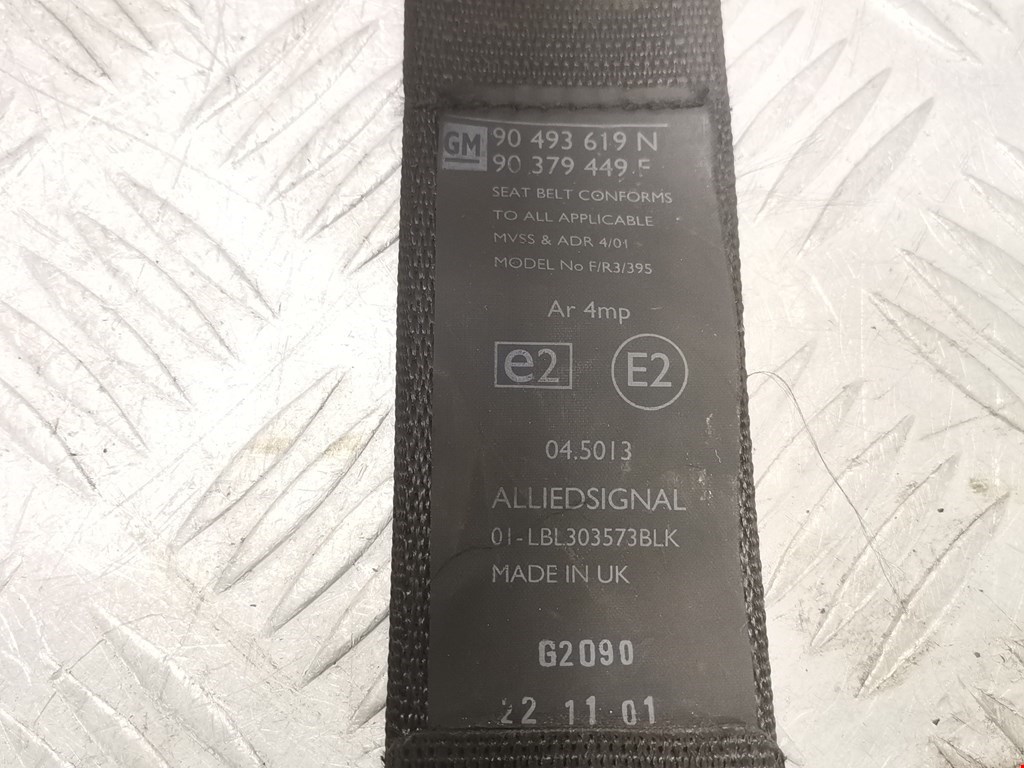 GM 90 493 619 N
90 379 449 F
SEAT BELT CONFORMS
TO ALL APPLICABLE
MVSS & ADR 4/01
MODEL No F/R3/395
Ar 4mp
e2 E2
04.5013
ALLIEDSIGNAL
01-LBL303573BLK
MADE IN UK
G2090
22 11 01